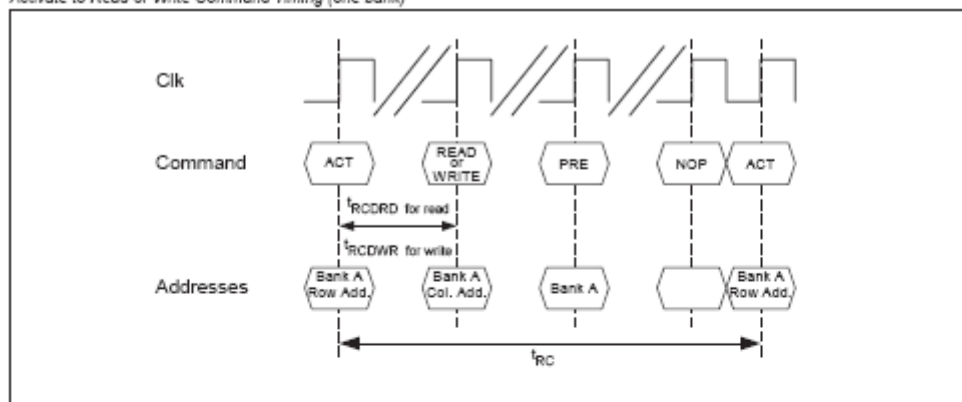 Activate to Read or Write Command Timing (one bank)
Clk
Command
ACT
READ
or
WRITE
PRE
NOP
ACT
tRCDRD for read
tRCDWR for write
Addresses
Bank A
Row Add.
Bank A
Col. Add.
Bank A
Bank A
Row Add.
tRC